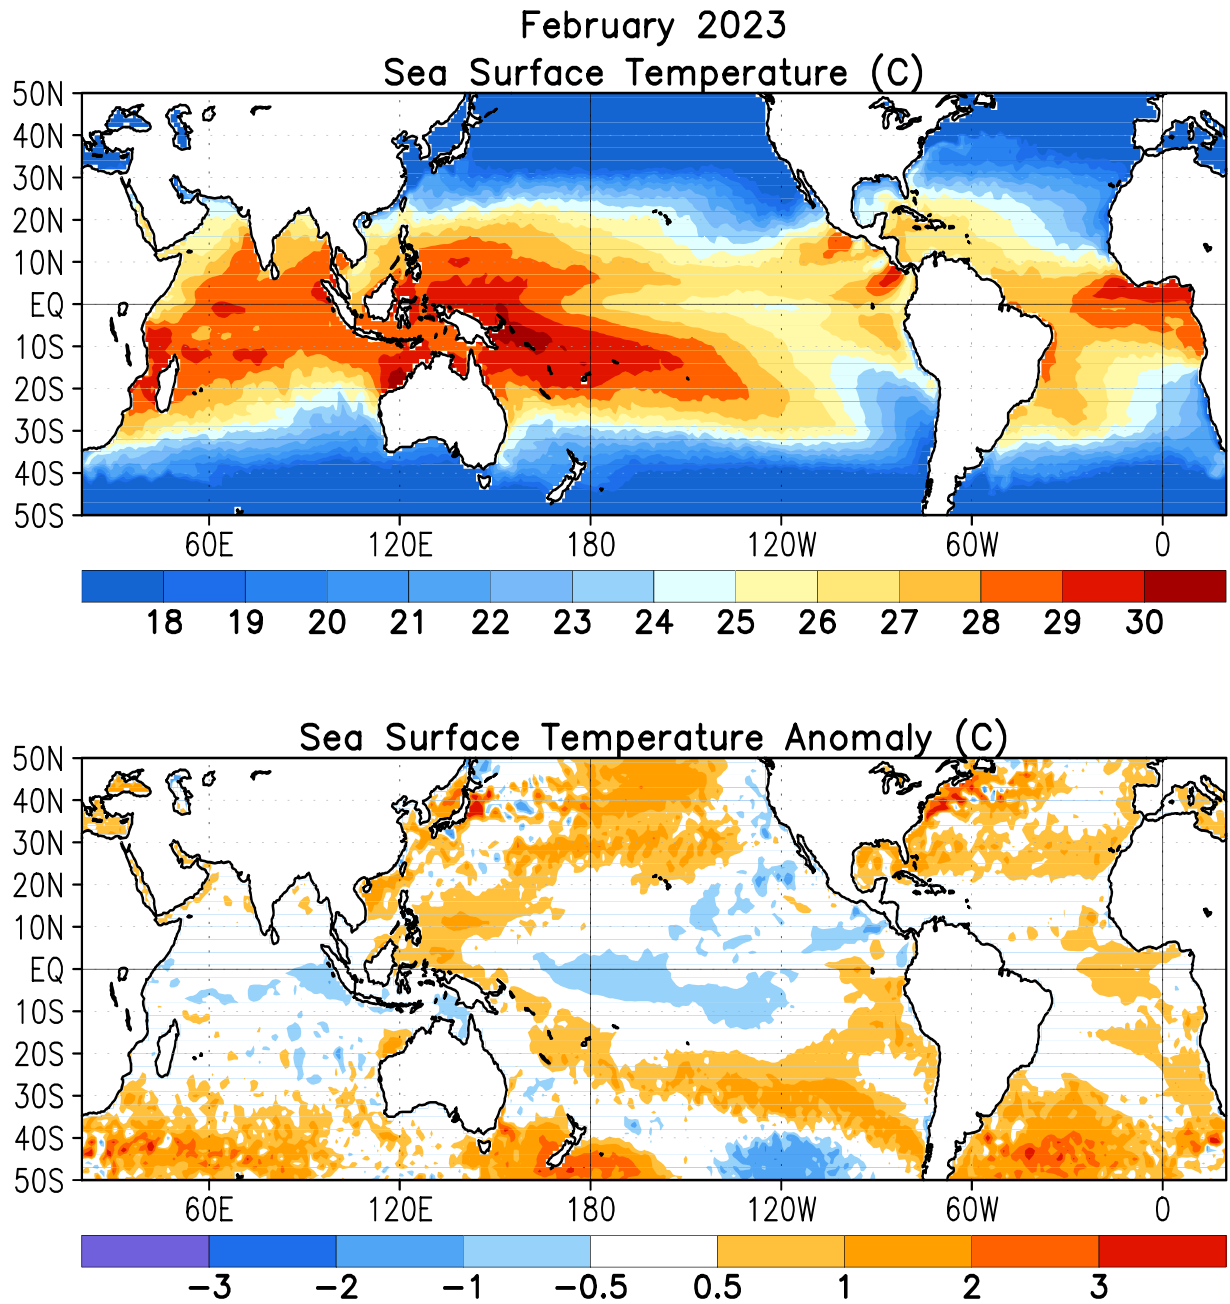 February 2023
Sea Surface Temperature (C)
50N
40N
30N
20N
10N
EQ
10S
20S
30S
40S
50S
60E 120E 180 120W 60W 0
18 19 20 21 22 23 24 25 26 27 28 29 30
Sea Surface Temperature Anomaly (C)
50N
40N
30N
20N
10N
EQ
10S
20S
30S
40S
50S
60E 120E 180 120W 60W 0
−3 −2 −1 −0.5 0.5 1 2 3